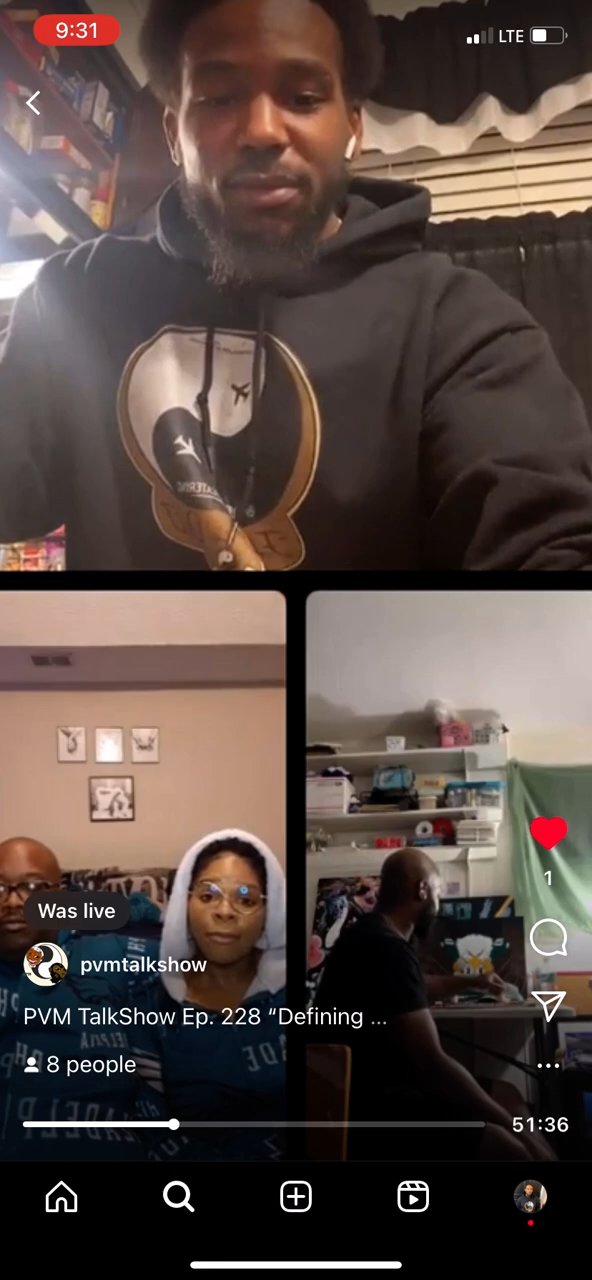 9:31
LTE
Was live
pvmtalkshow
PVM TalkShow Ep. 228 “Defining ...
8 people
1
51:36